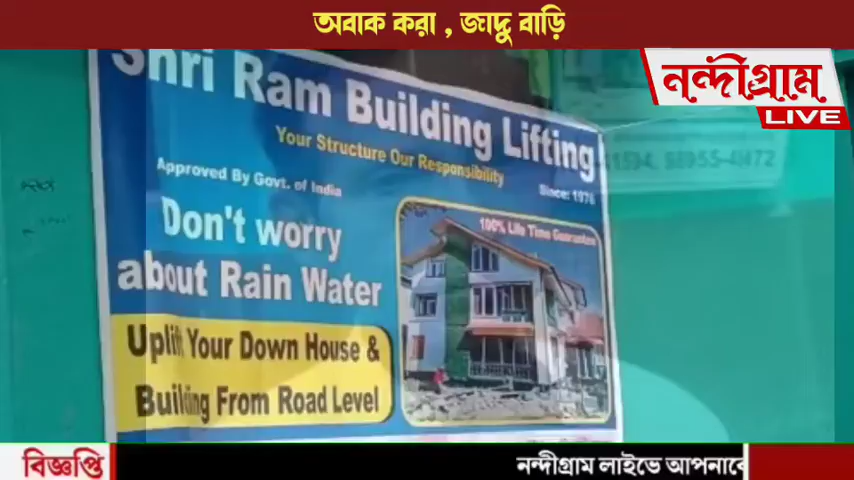 অবাক করা , জাদু বাড়ি
নন্দীগ্রাম
LIVE
Shri Ram Building Lifting
Your Structure Our Responsibility
Approved By Govt. of India
Since: 1976
Don't worry
about Rain Water
100% Life Time Guarantee
Uplift Your Down House &
Building From Road Level
বিজ্ঞপ্তি
নন্দীগ্রাম লাইভে আপনাকে